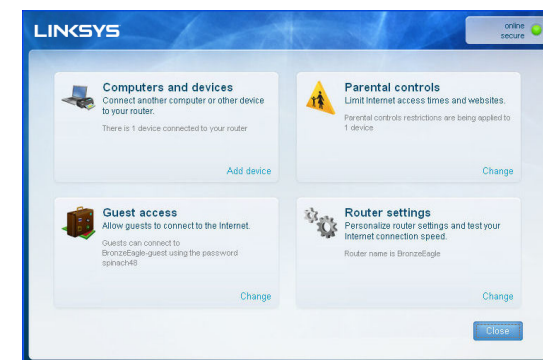 LINKSYS
online
secure
Computers and devices
Connect another computer or other device
to your router.
There is 1 device connected to your router
Add device
Parental controls
Limit Internet access times and websites.
Parental controls restrictions are being applied to
1 device
Change
Guest access
Allow guests to connect to the Internet.
Guests can connect to
BronzeEagle-guest using the password
spinach48
Change
Router settings
Personalize router settings and test your
Internet connection speed.
Router name is BronzeEagle
Change
Close